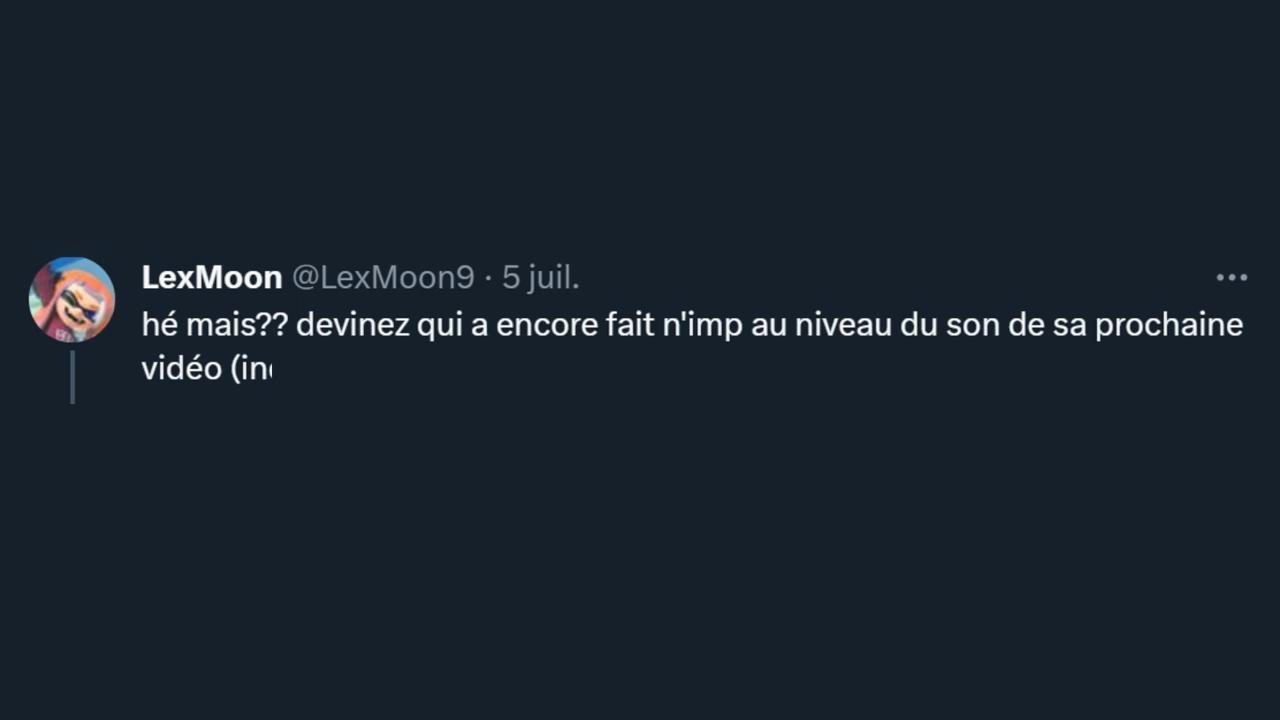 LexMoon @LexMoon9 · 5 juil.
hé mais?? devinez qui a encore fait n'imp au niveau du son de sa prochaine
vidéo (in